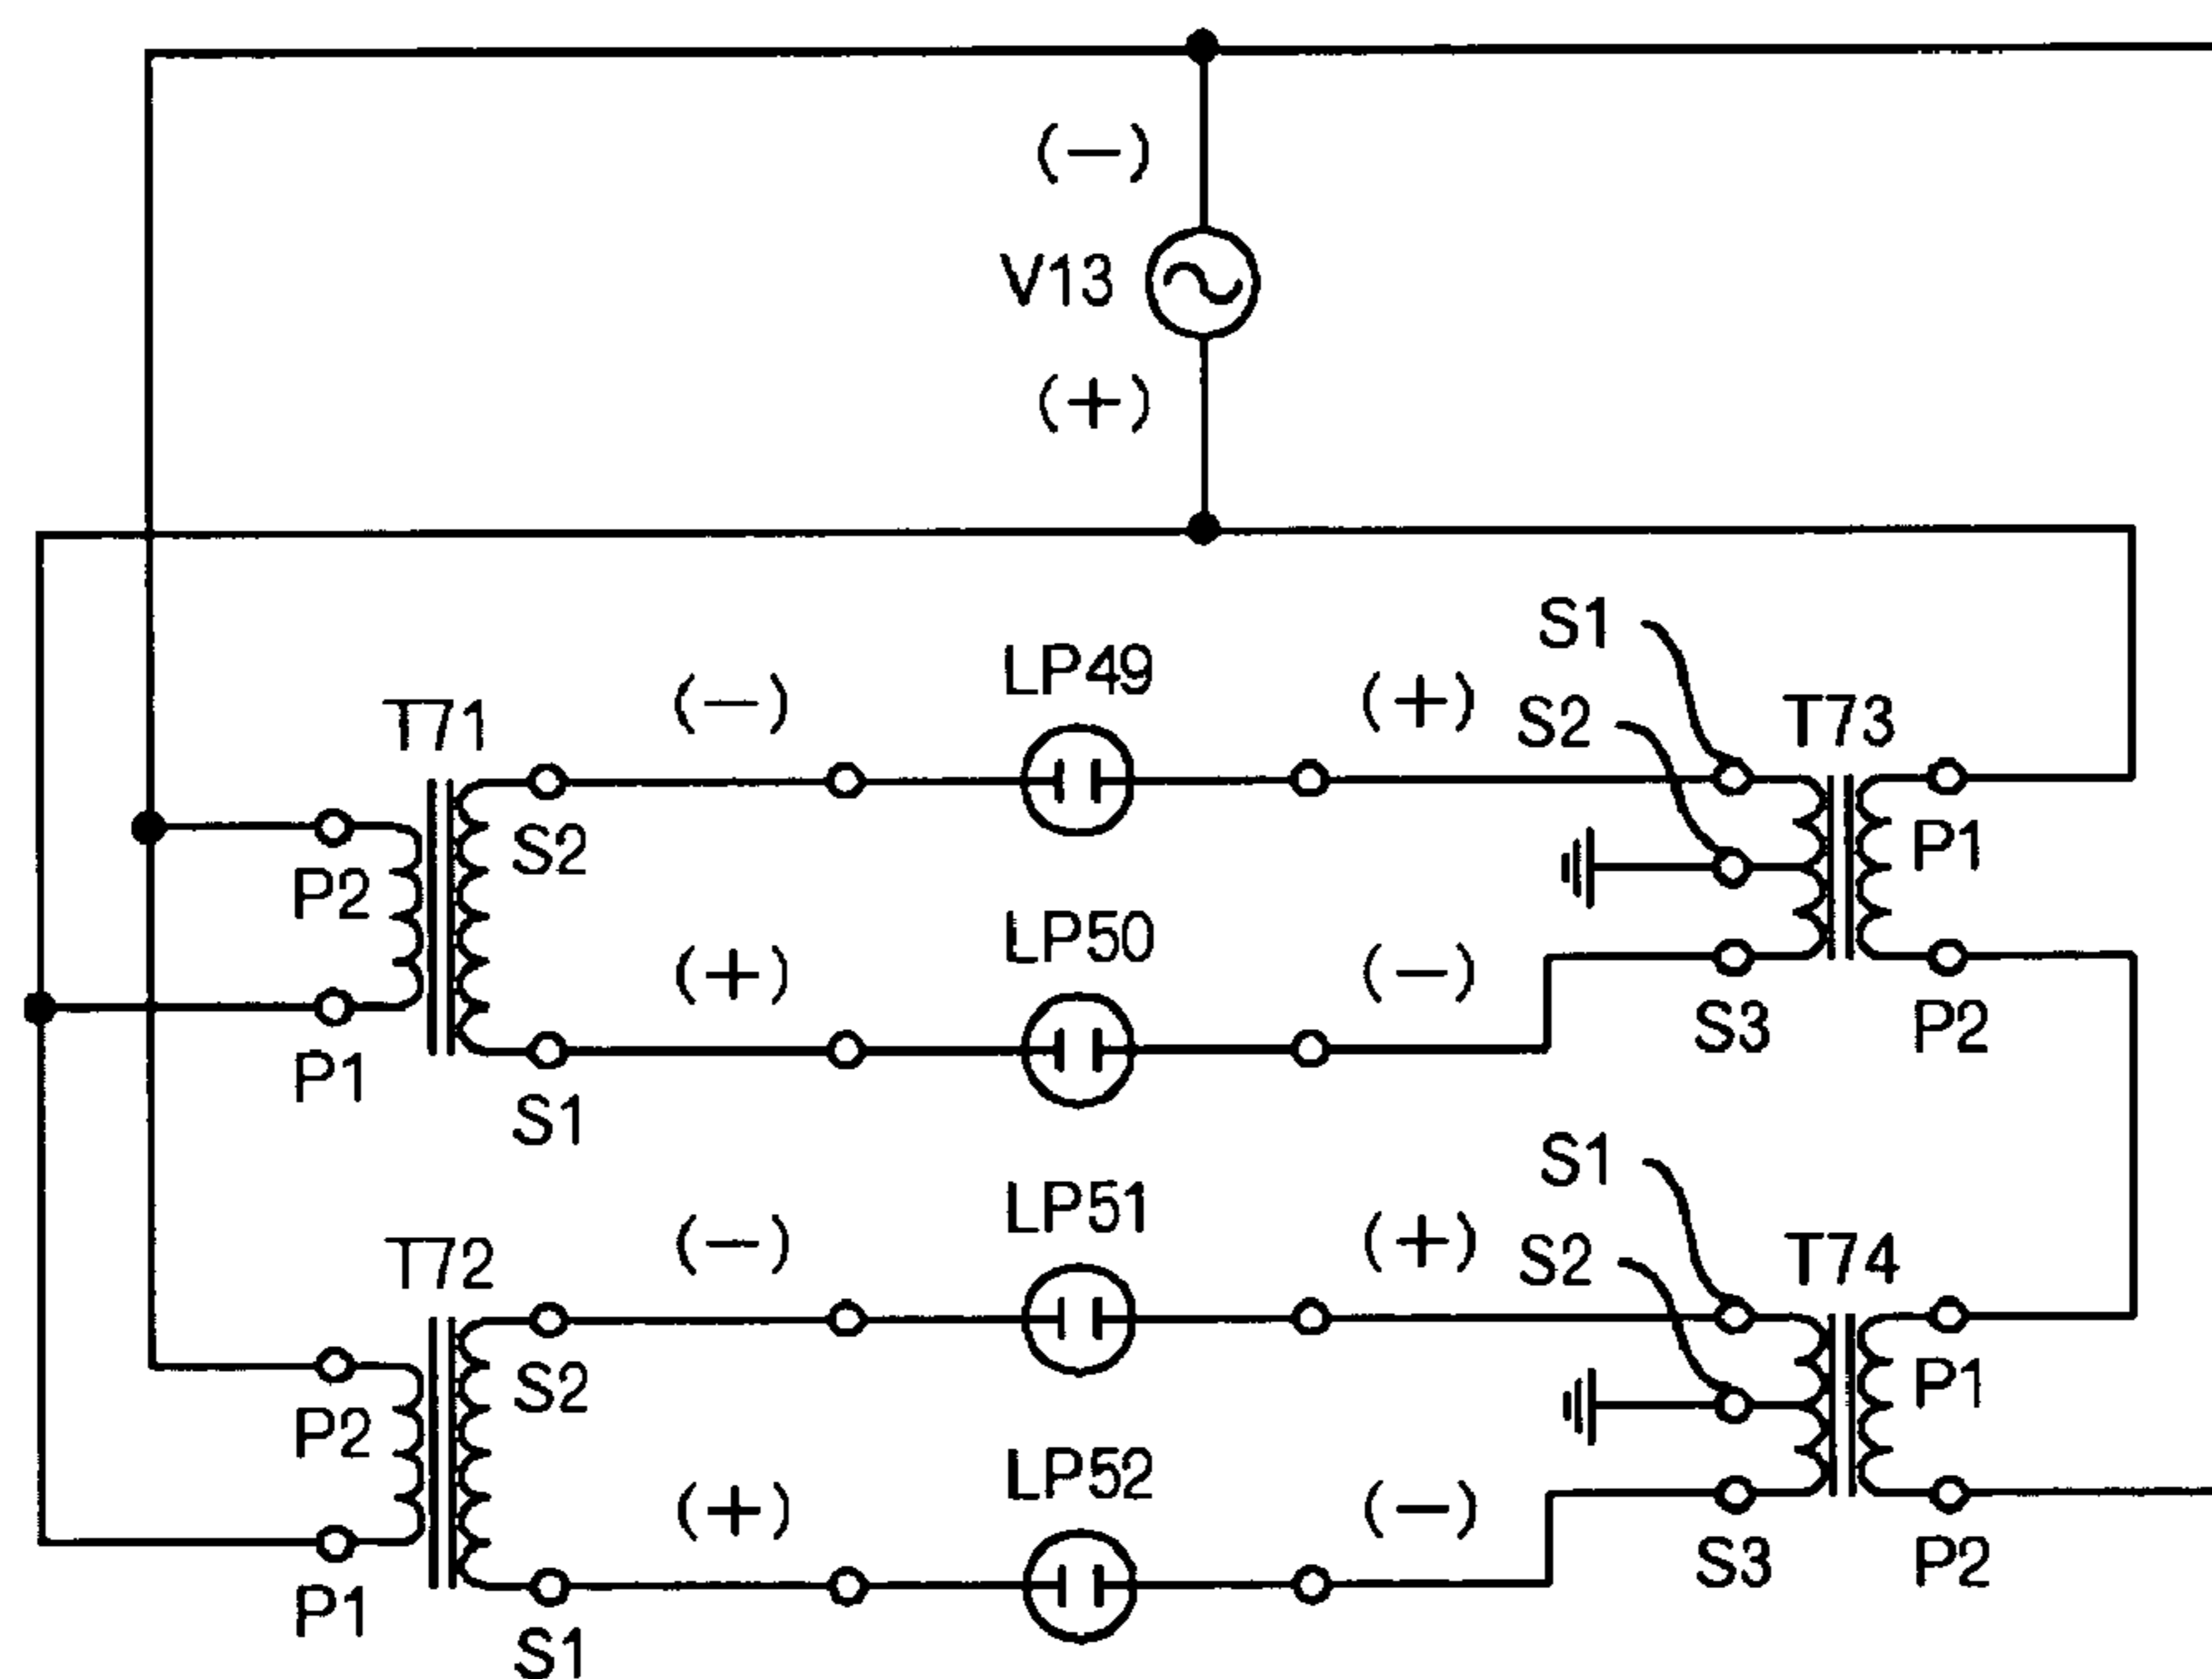 (−)
V13
(+)
S1
LP49
(−)
(+)
S2
T71
T73
S2
P1
P2
LP50
(+)
(−)
S3
P2
P1
S1
S1
LP51
(−)
(+)
S2
T72
T74
S2
P1
P2
LP52
(+)
(−)
S3
P2
P1
S1